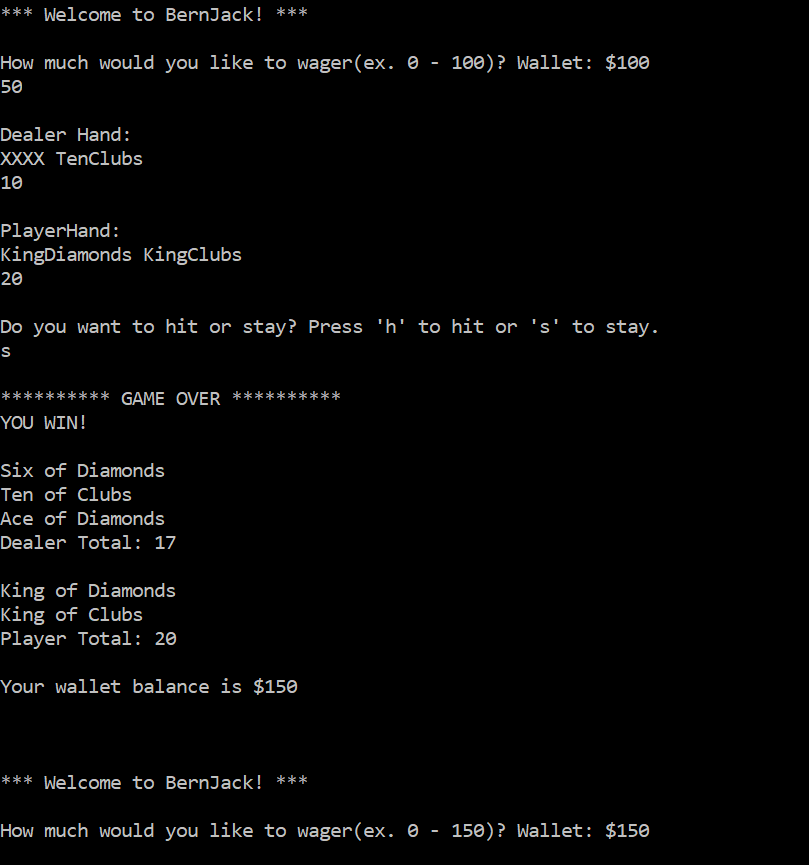 *** Welcome to BernJack! ***
How much would you like to wager(ex. 0 - 100)? Wallet: $100
50
Dealer Hand:
XXXX TenClubs
10
PlayerHand:
KingDiamonds KingClubs
20
Do you want to hit or stay? Press 'h' to hit or 's' to stay.
s
********** GAME OVER **********
YOU WIN!
Six of Diamonds
Ten of Clubs
Ace of Diamonds
Dealer Total: 17
King of Diamonds
King of Clubs
Player Total: 20
Your wallet balance is $150
*** Welcome to BernJack! ***
How much would you like to wager(ex. 0 - 150)? Wallet: $150